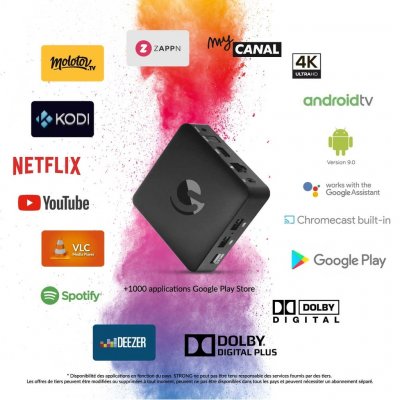 molotov.tv
Z ZAPPN
my CANAL
4K
ULTRAHD
KODI
androidtv
Version 9.0
NETFLIX
works with the
Google Assistant
YouTube
Chromecast built-in
VLC
Media Player
Google Play
Spotify
+1000 applications Google Play Store
DOLBY
DIGITAL
DEEZER
DOLBY
DIGITAL PLUS
* Disponibilité des applications en fonction du pays. STRONG ne peut pas être tenu responsable des services fournis par des tiers.
Les offres de tiers peuvent être modifiées ou supprimées à tout moment, peuvent ne pas être disponibles dans tous les pays et peuvent nécessiter un abonnement séparé.